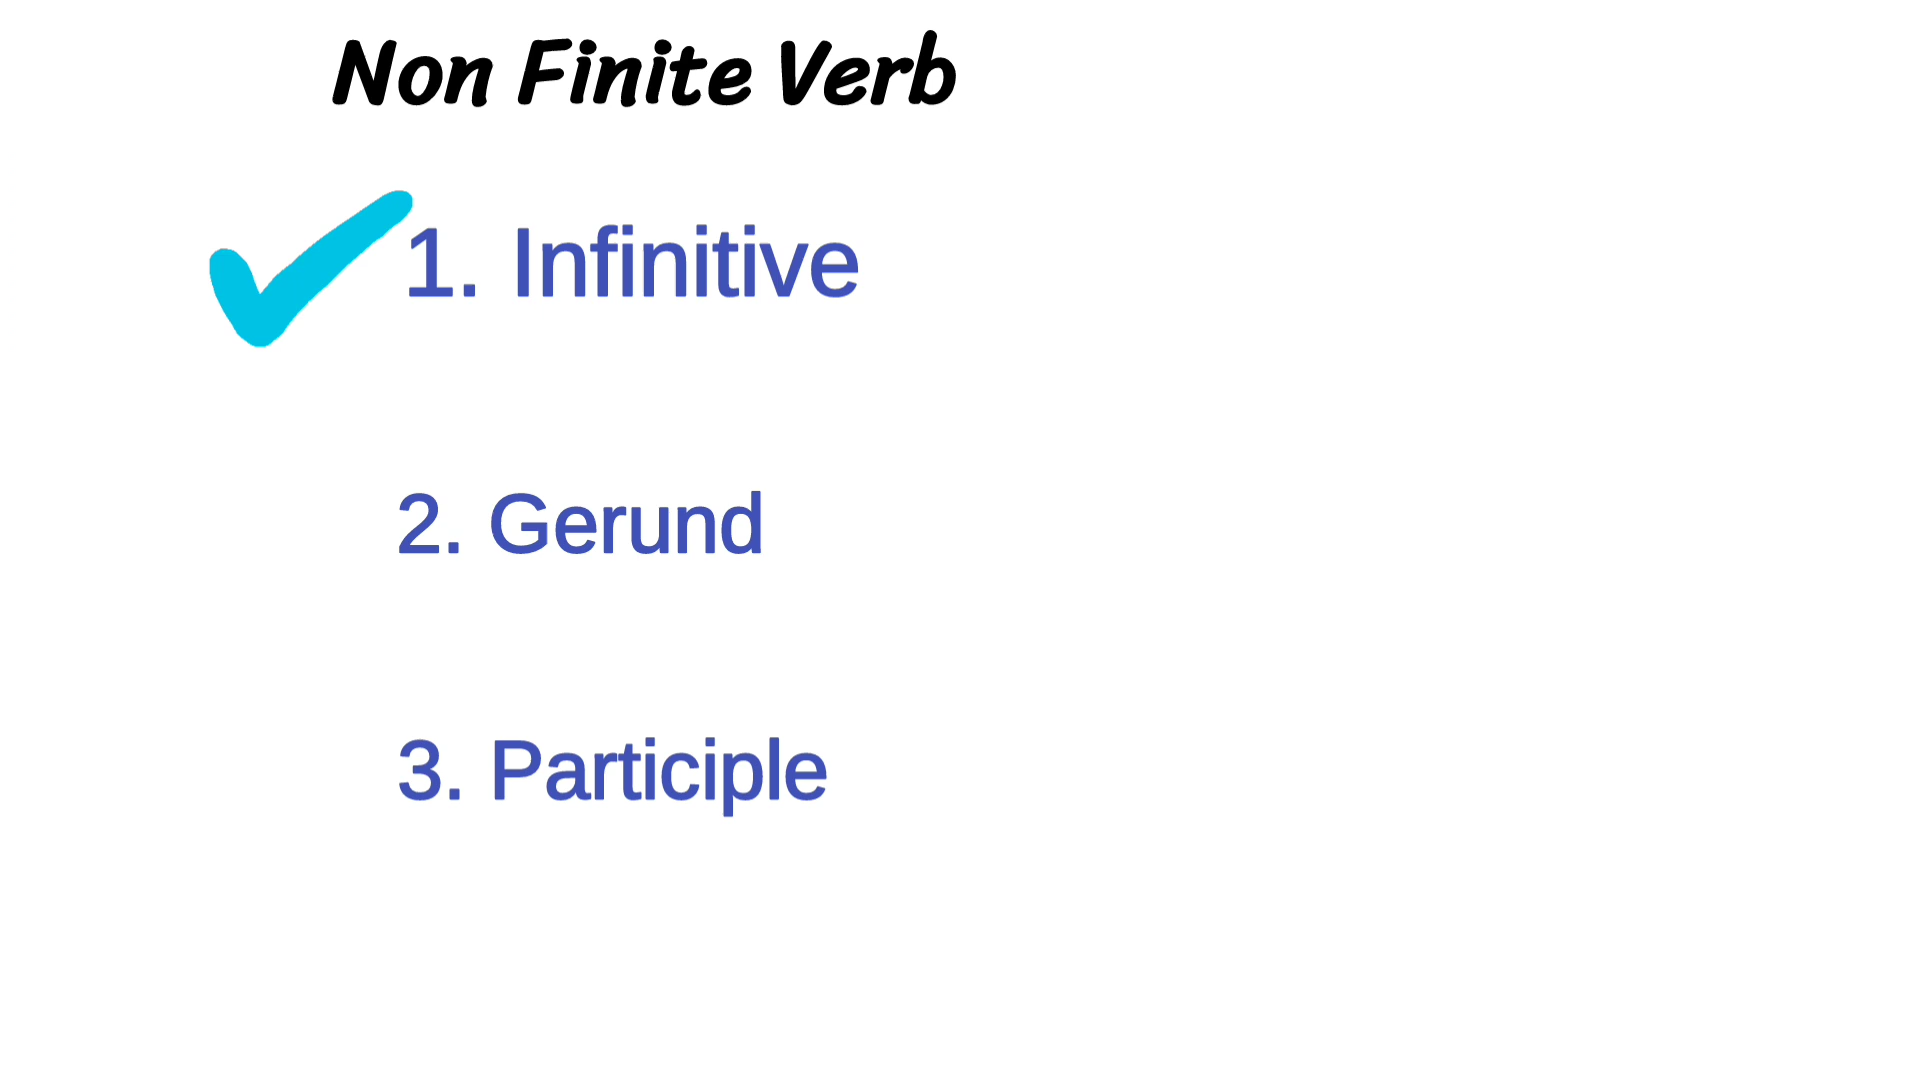 Non Finite Verb
1. Infinitive
2. Gerund
3. Participle